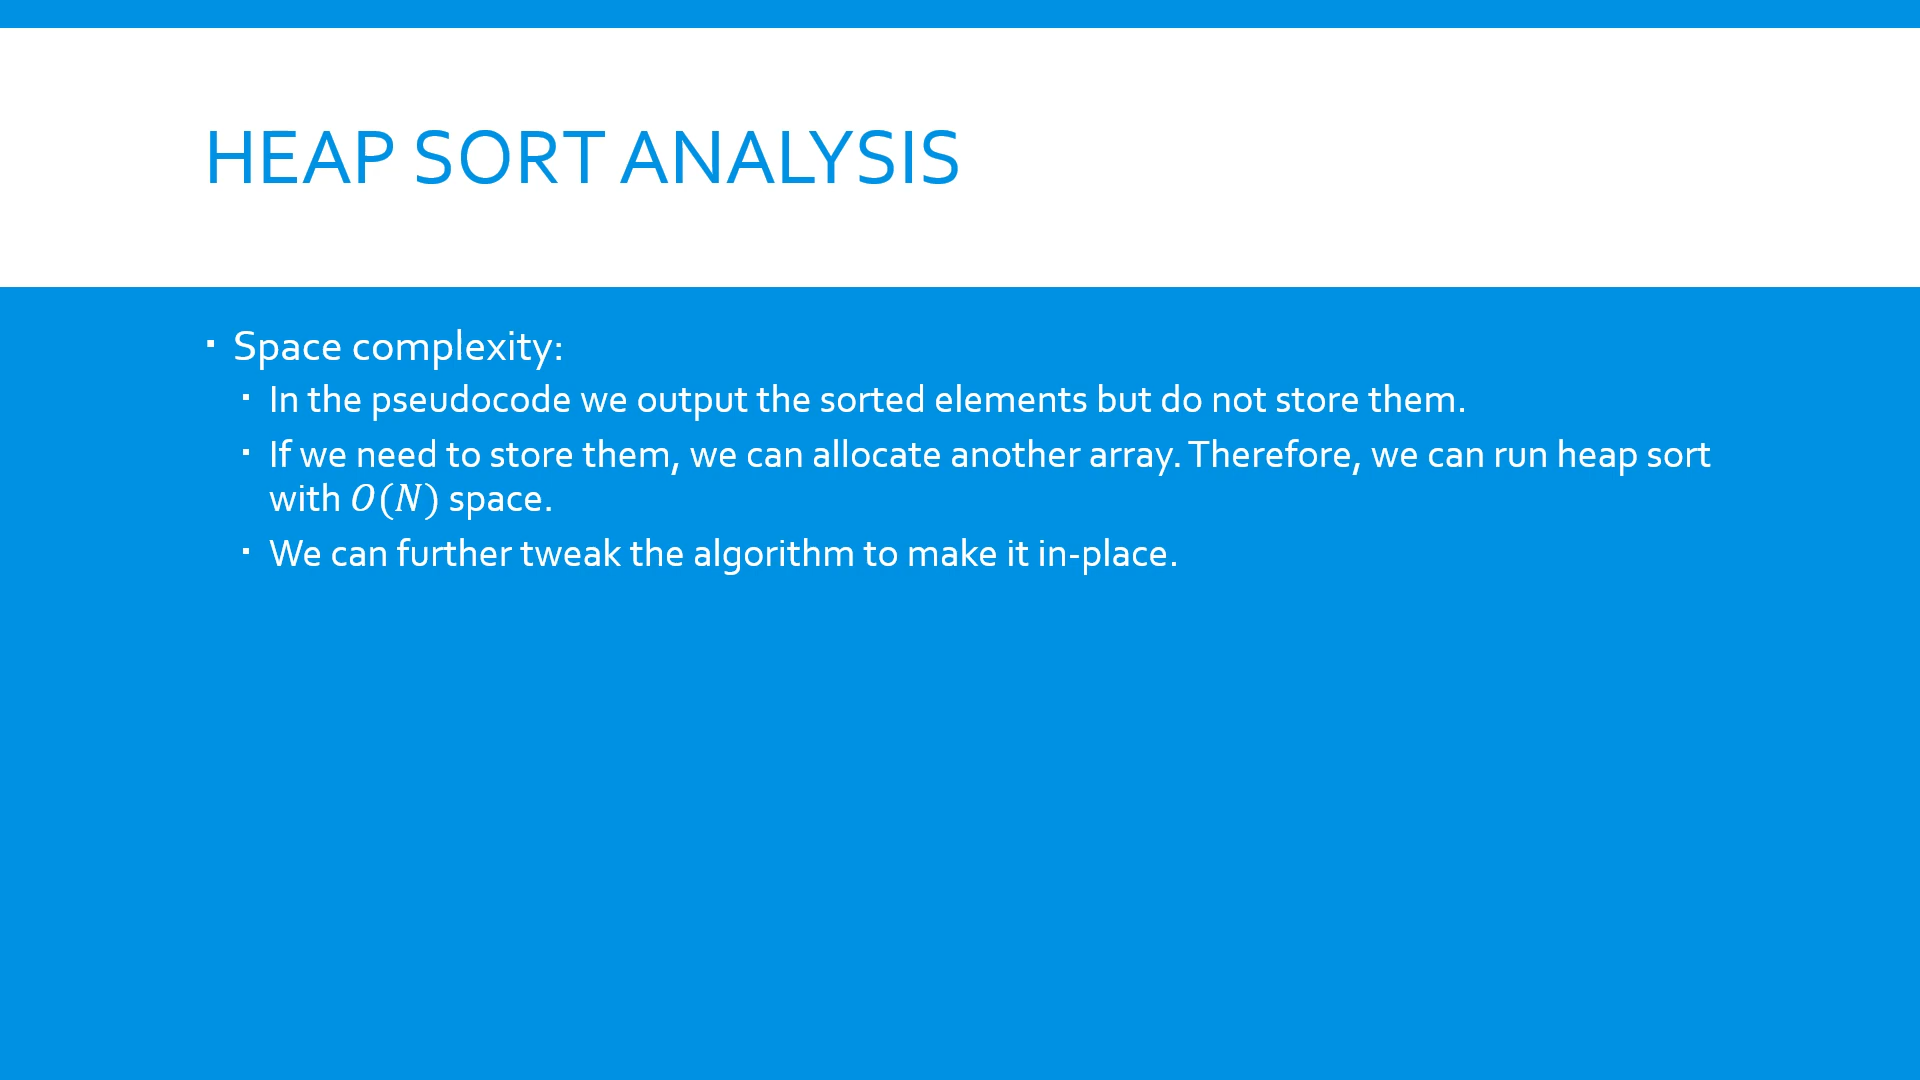 HEAP SORT ANALYSIS
▪ Space complexity:
▪ In the pseudocode we output the sorted elements but do not store them.
▪ If we need to store them, we can allocate another array. Therefore, we can run heap sort
with O(N) space.
▪ We can further tweak the algorithm to make it in-place.